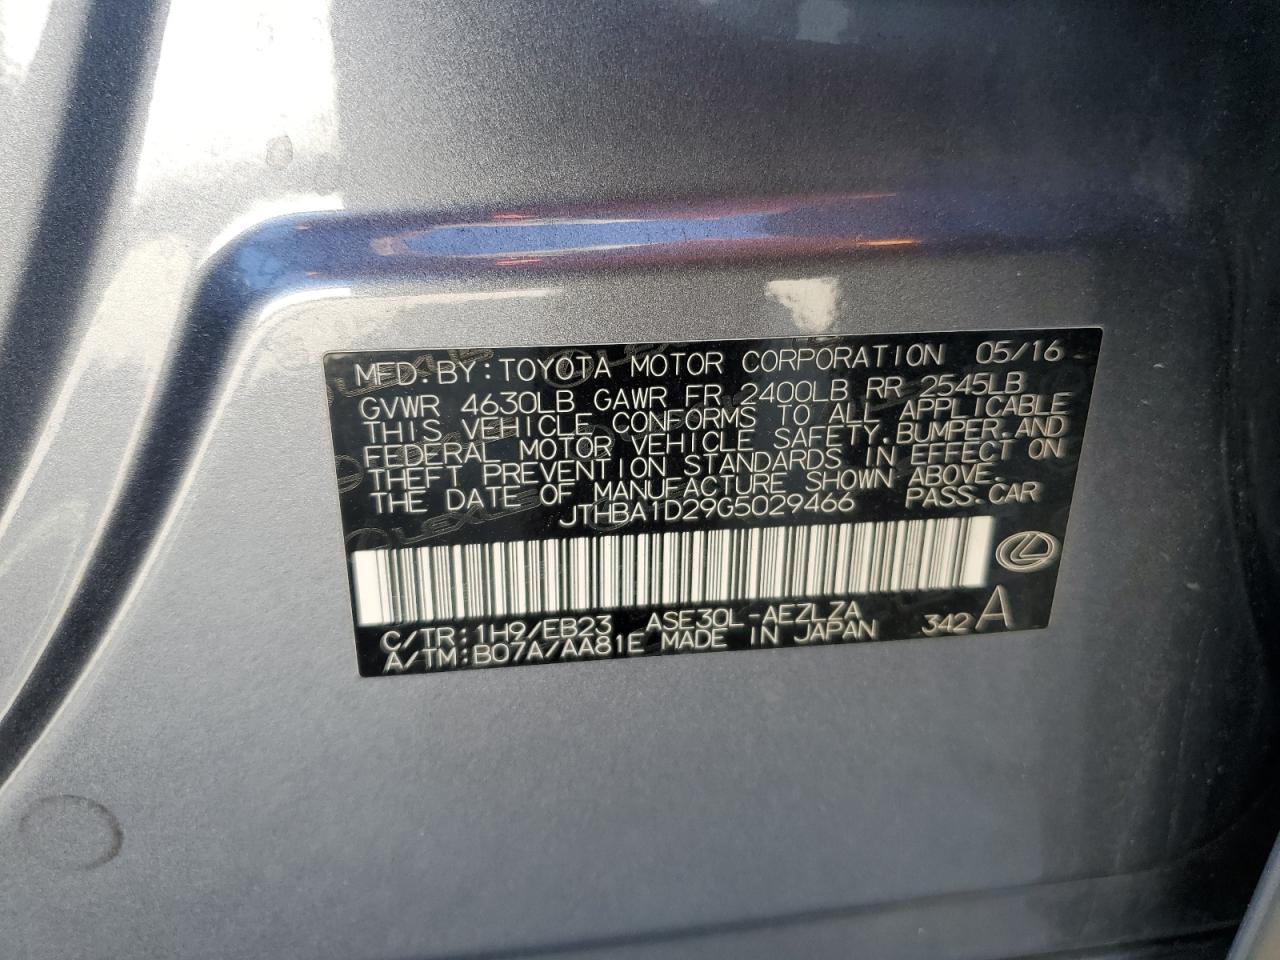 MFD.BY:TOYOTA MOTOR CORPORATION 05/16
GVWR 4630LB GAWR FR 2400LB RR 2545LB
THIS VEHICLE CONFORMS TO ALL APPLICABLE
FEDERAL MOTOR VEHICLE SAFETY.BUMPER.AND
THEFT PREVENTION STANDARDS IN EFFECT ON
THE DATE OF MANUFACTURE SHOWN ABOVE.
JTHBA1D29G5029466 PASS.CAR
C/TR:1H9/EB23 ASE30L-AEZLZA
A/TM:B07A/AA81E MADE IN JAPAN 342 A